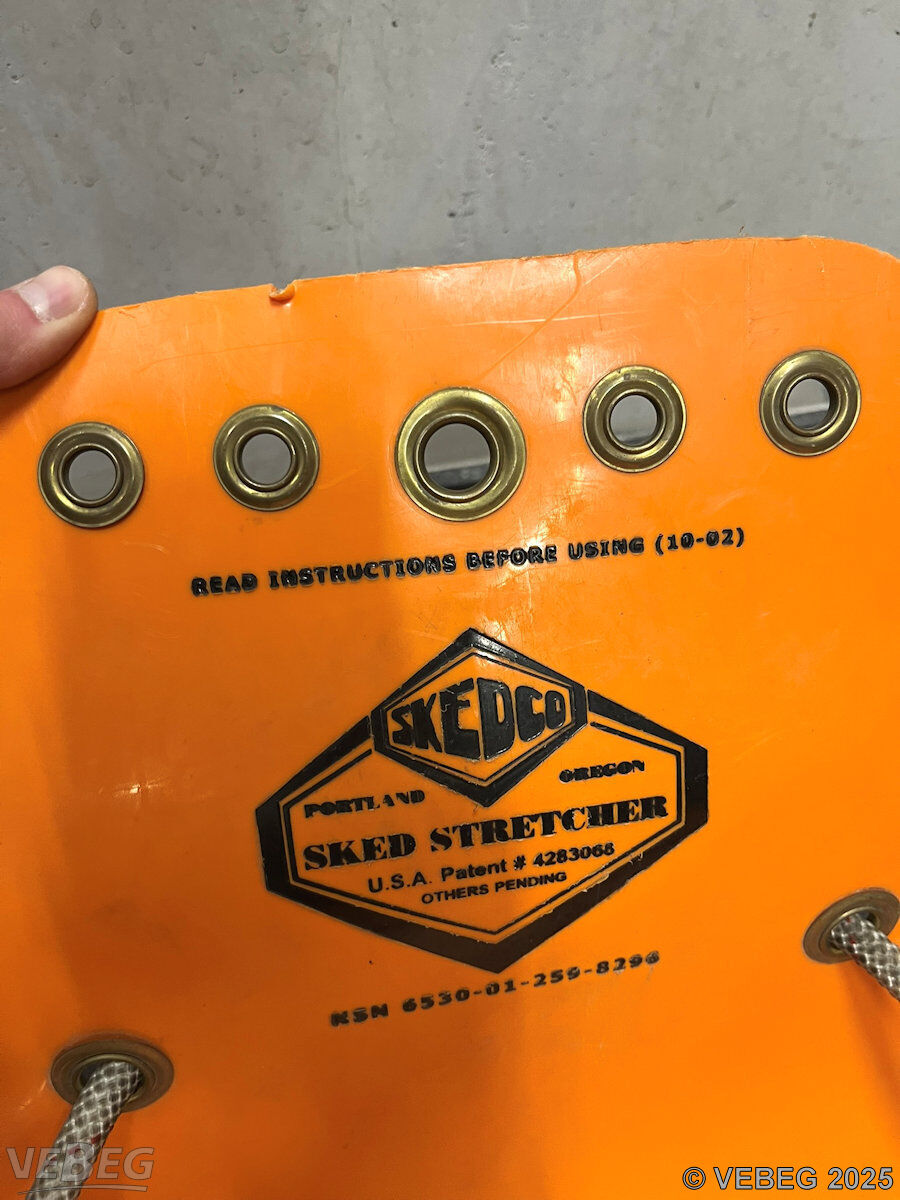 READ INSTRUCTIONS BEFORE USING (10-02)
SKEDCO
PORTLAND OREGON
SKED STRETCHER
U.S.A. Patent # 4283068
OTHERS PENDING
NSN 6530-01-259-8296
VEBEG
© VEBEG 2025